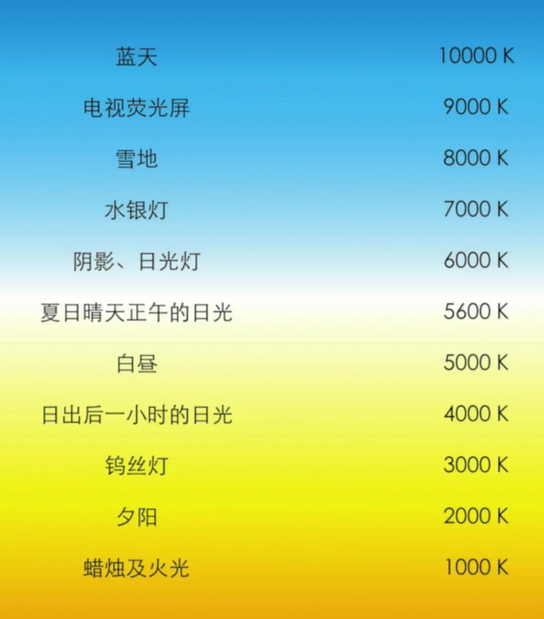 蓝天 10000 K
电视荧光屏 9000 K
雪地 8000 K
水银灯 7000 K
阴影、日光灯 6000 K
夏日晴天正午的日光 5600 K
白昼 5000 K
日出后一小时的日光 4000 K
钨丝灯 3000 K
夕阳 2000 K
蜡烛及火光 1000 K